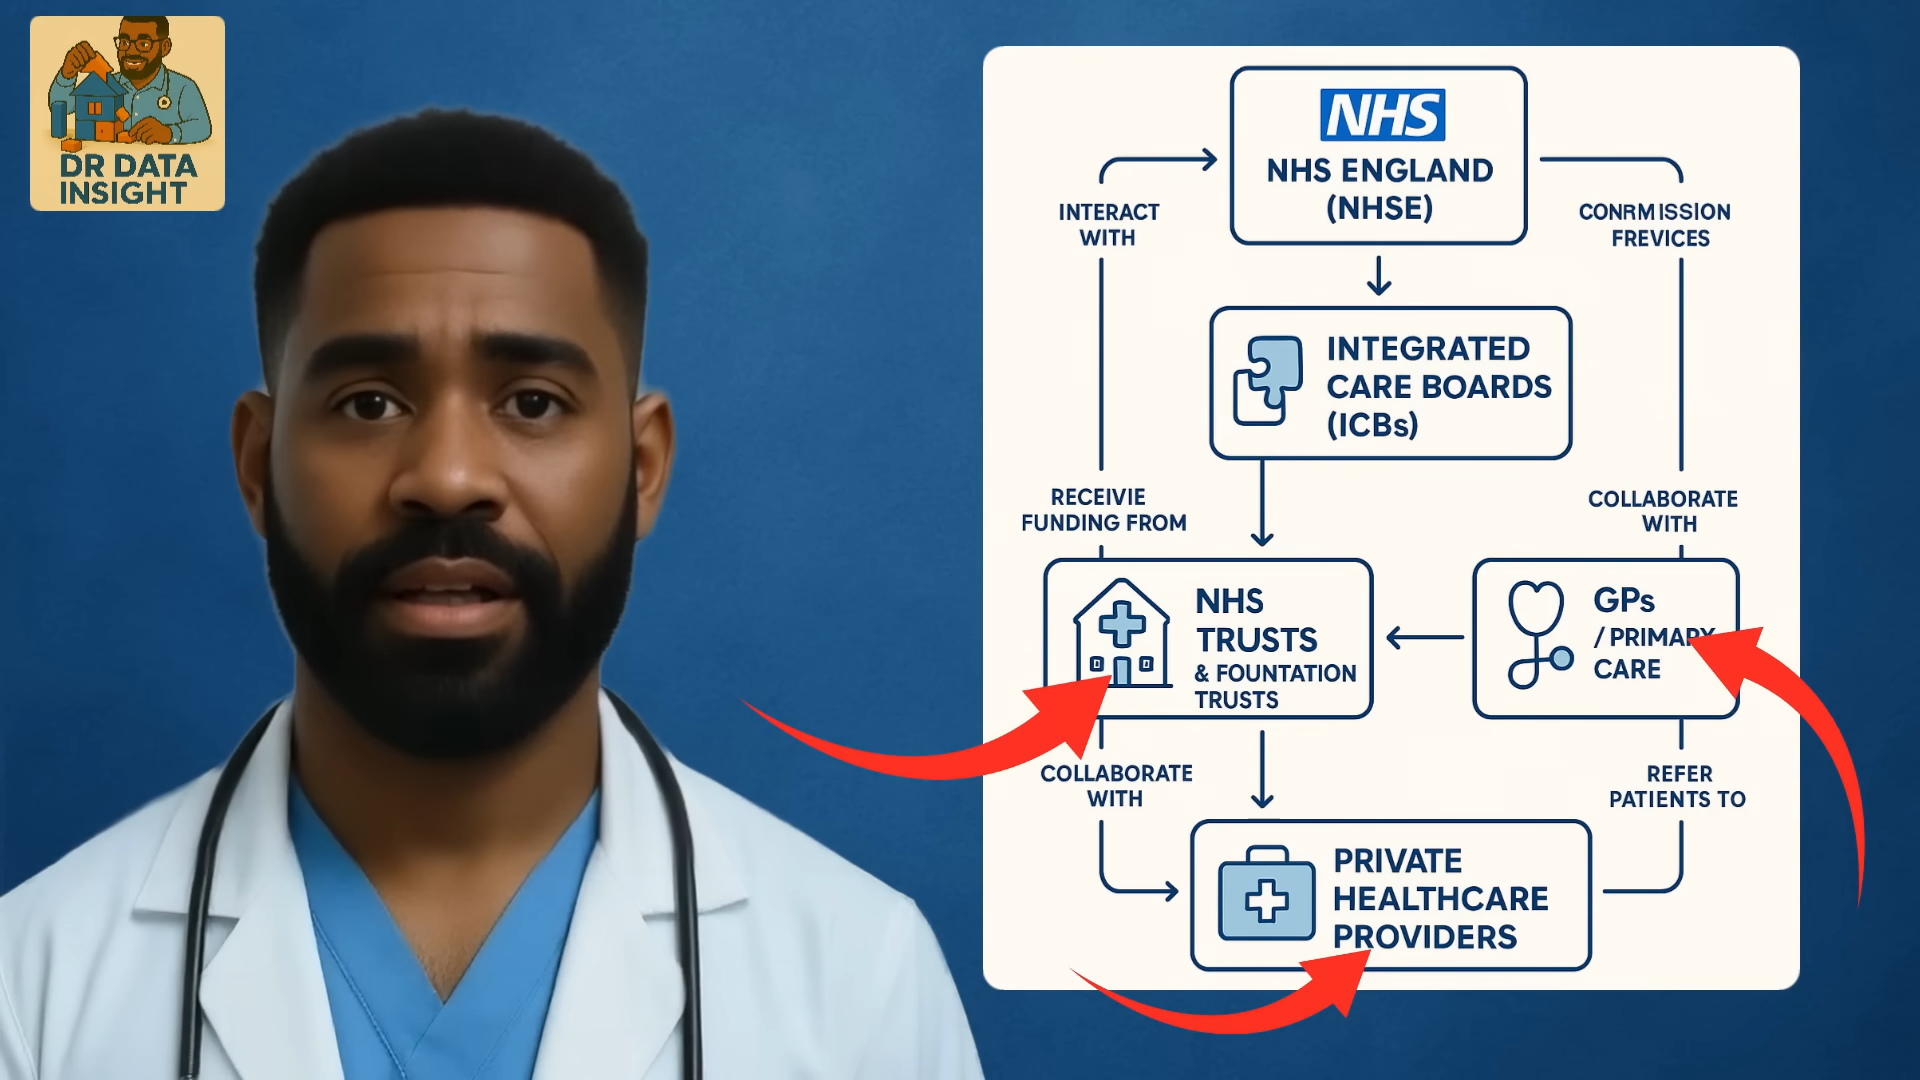 DR DATA
INSIGHT
NHS
NHS ENGLAND
(NHSE)
INTERACT
WITH
CONRMISSION
FREVICES
INTEGRATED
CARE BOARDS
(ICBs)
RECEIVIE
FUNDING FROM
COLLABORATE
WITH
NHS
TRUSTS
& FOUNTATION
TRUSTS
GPs
/ PRIMARY
CARE
COLLABORATE
WITH
REFER
PATIENTS TO
PRIVATE
HEALTHCARE
PROVIDERS